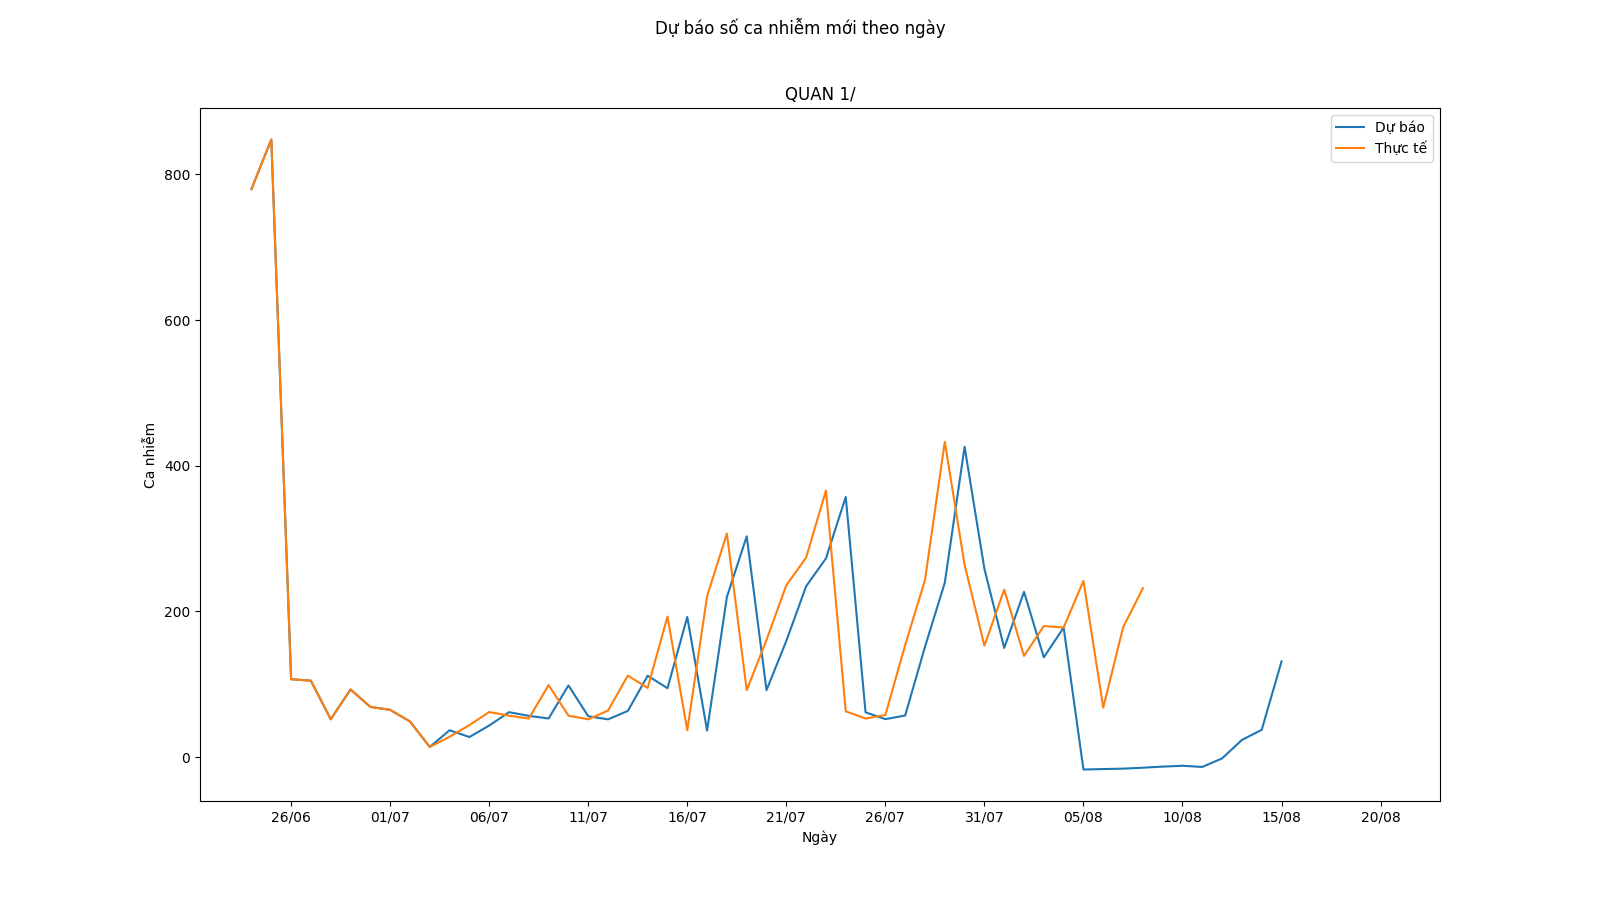 Dự báo số ca nhiễm mới theo ngày
QUAN 1/
Dự báo
Thực tế
800
600
400
200
0
Ca nhiễm
26/06 01/07 06/07 11/07 16/07 21/07 26/07 31/07 05/08 10/08 15/08 20/08
Ngày